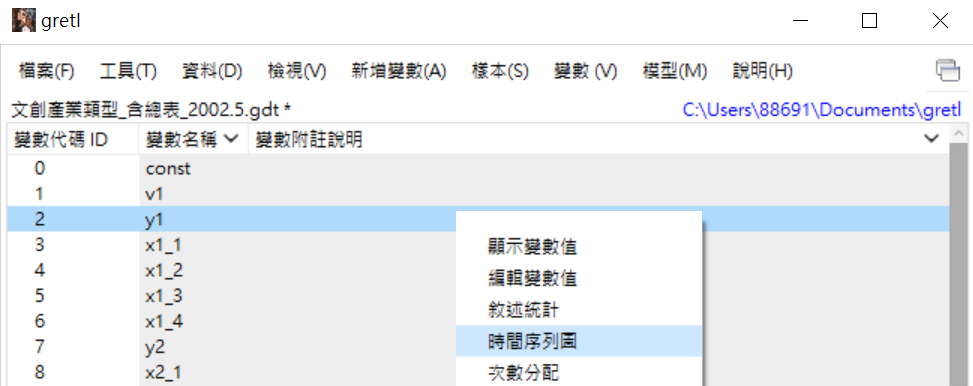 gretl
檔案(F) 工具(T) 資料(D) 檢視(V) 新增變數(A) 樣本(S) 變數 (V) 模型(M) 說明(H)
文創產業類型_含總表_2002.5.gdt * C:\Users\88691\Documents\gretl
變數代碼 ID 變數名稱 變數附註說明
0 const
1 v1
2 y1
3 x1_1 顯示變數值
4 x1_2 編輯變數值
5 x1_3 敘述統計
6 x1_4 時間序列圖
7 y2
8 x2_1 次數分配